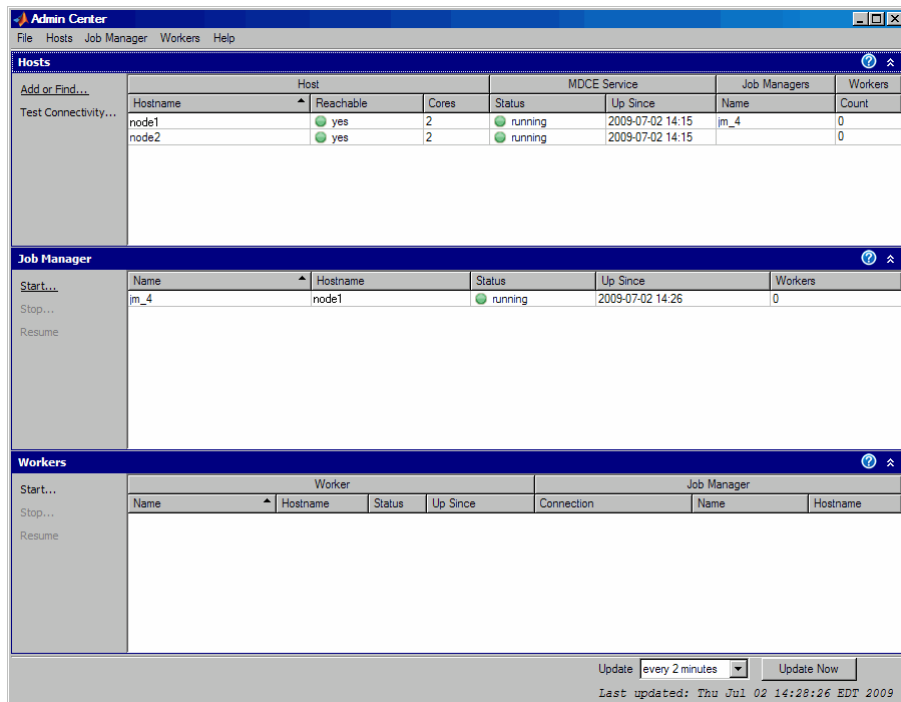 Admin Center
File Hosts Job Manager Workers Help
Hosts
Add or Find...
Test Connectivity...
Host MDCE Service Job Managers Workers
Hostname Reachable Cores Status Up Since Name Count
node1 yes 2 running 2009-07-02 14:15 jm_4 0
node2 yes 2 running 2009-07-02 14:15 0
Job Manager
Start...
Stop...
Resume
Name Hostname Status Up Since Workers
jm_4 node1 running 2009-07-02 14:26 0
Workers
Start...
Stop...
Resume
Worker Job Manager
Name Hostname Status Up Since Connection Name Hostname
Update every 2 minutes Update Now
Last updated: Thu Jul 02 14:28:26 EDT 2009